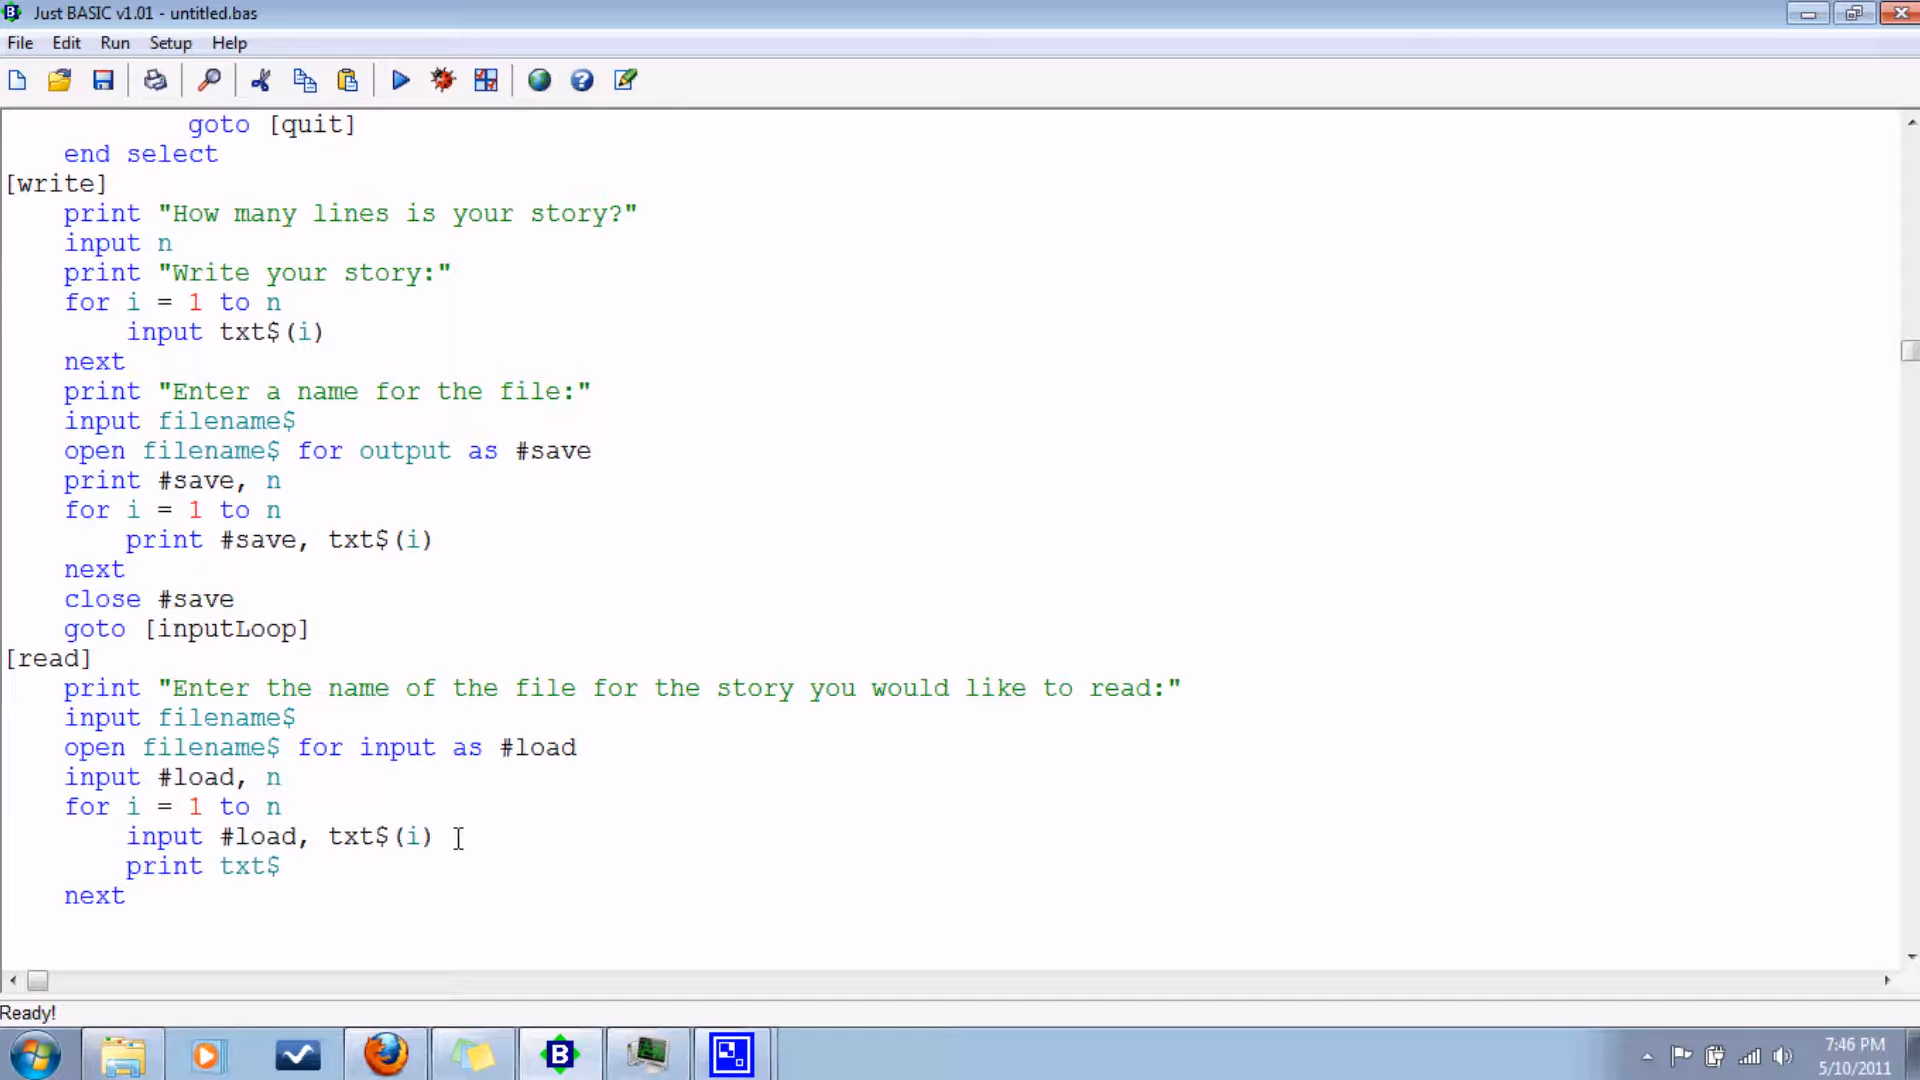 Just BASIC v1.01 - untitled.bas
File Edit Run Setup Help
goto [quit]
end select
[write]
print "How many lines is your story?"
input n
print "Write your story:"
for i = 1 to n
input txt$(i)
next
print "Enter a name for the file:"
input filename$
open filename$ for output as #save
print #save, n
for i = 1 to n
print #save, txt$(i)
next
close #save
goto [inputLoop]
[read]
print "Enter the name of the file for the story you would like to read:"
input filename$
open filename$ for input as #load
input #load, n
for i = 1 to n
input #load, txt$(i)
print txt$
next
Ready!
B
7:46 PM
5/10/2011